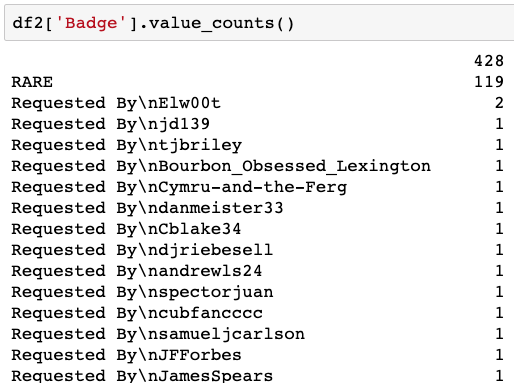 df2['Badge'].value_counts()
428
RARE 119
Requested By\nElw00t 2
Requested By\njd139 1
Requested By\ntjbriley 1
Requested By\nBourbon_Obsessed_Lexington 1
Requested By\nCymru-and-the-Ferg 1
Requested By\ndanmeister33 1
Requested By\nCblake34 1
Requested By\ndjriebesell 1
Requested By\nandrewls24 1
Requested By\nspectorjuan 1
Requested By\ncubfancccc 1
Requested By\nsamueljcarlson 1
Requested By\nJFForbes 1
Requested By\nJamesSpears 1